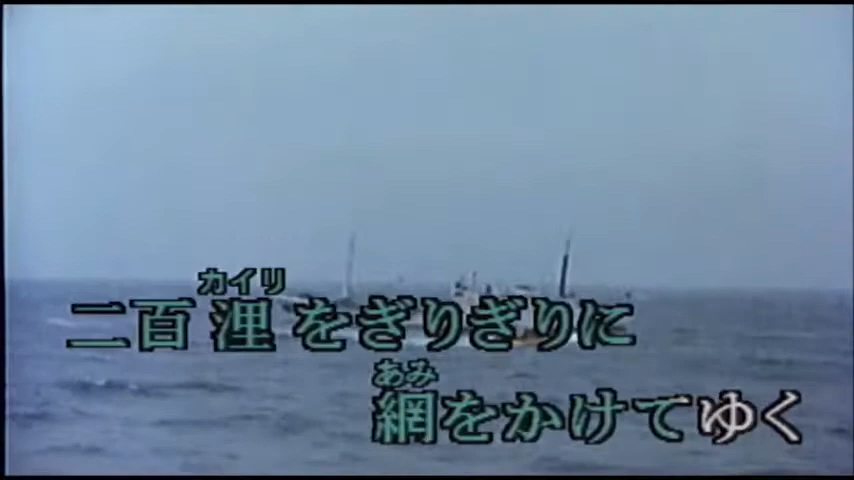 カイリ
二百浬をぎりぎりに
あみ
網をかけてゆく